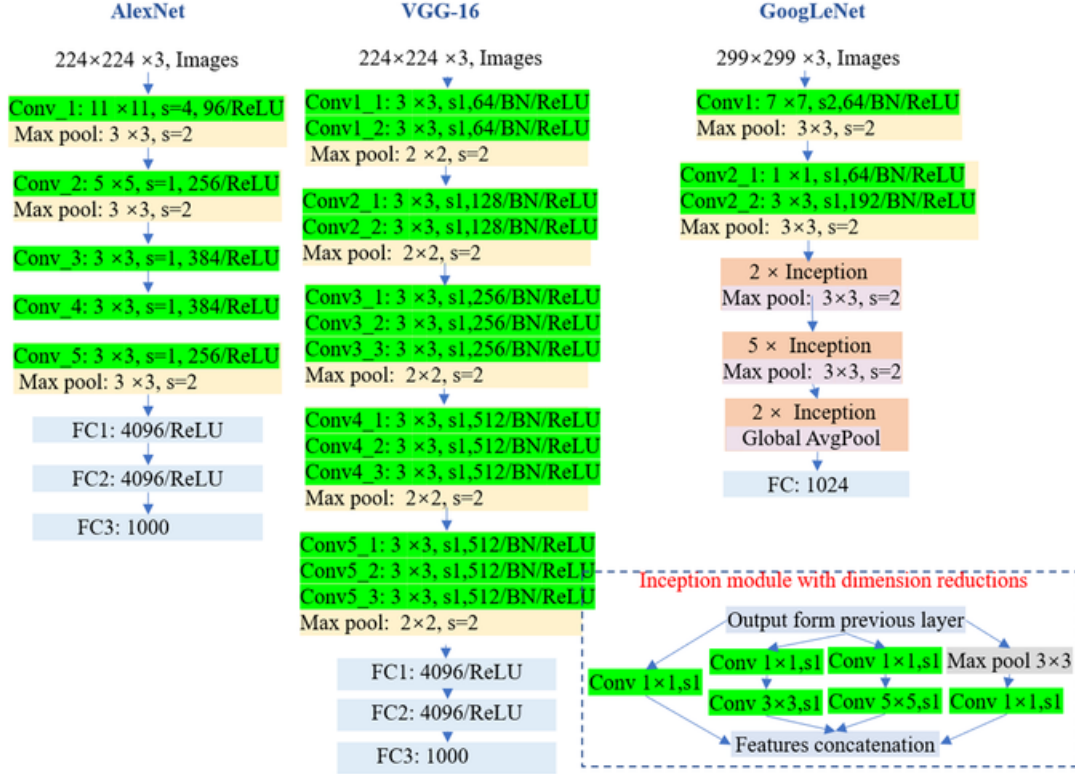 AlexNet
224×224 ×3, Images
Conv_1: 11 ×11, s=4, 96/ReLU
Max pool: 3 ×3, s=2
Conv_2: 5 ×5, s=1, 256/ReLU
Max pool: 3 ×3, s=2
Conv_3: 3 ×3, s=1, 384/ReLU
Conv_4: 3 ×3, s=1, 384/ReLU
Conv_5: 3 ×3, s=1, 256/ReLU
Max pool: 3 ×3, s=2
FC1: 4096/ReLU
FC2: 4096/ReLU
FC3: 1000
VGG-16
224×224 ×3, Images
Conv1_1: 3 ×3, s1,64/BN/ReLU
Conv1_2: 3 ×3, s1,64/BN/ReLU
Max pool: 2 ×2, s=2
Conv2_1: 3 ×3, s1,128/BN/ReLU
Conv2_2: 3 ×3, s1,128/BN/ReLU
Max pool: 2×2, s=2
Conv3_1: 3 ×3, s1,256/BN/ReLU
Conv3_2: 3 ×3, s1,256/BN/ReLU
Conv3_3: 3 ×3, s1,256/BN/ReLU
Max pool: 2×2, s=2
Conv4_1: 3 ×3, s1,512/BN/ReLU
Conv4_2: 3 ×3, s1,512/BN/ReLU
Conv4_3: 3 ×3, s1,512/BN/ReLU
Max pool: 2×2, s=2
Conv5_1: 3 ×3, s1,512/BN/ReLU
Conv5_2: 3 ×3, s1,512/BN/ReLU
Conv5_3: 3 ×3, s1,512/BN/ReLU
Max pool: 2×2, s=2
FC1: 4096/ReLU
FC2: 4096/ReLU
FC3: 1000
GoogLeNet
299×299 ×3, Images
Conv1: 7 ×7, s2,64/BN/ReLU
Max pool: 3×3, s=2
Conv2_1: 1 ×1, s1,64/BN/ReLU
Conv2_2: 3 ×3, s1,192/BN/ReLU
Max pool: 3×3, s=2
2 × Inception
Max pool: 3×3, s=2
5 × Inception
Max pool: 3×3, s=2
2 × Inception
Global AvgPool
FC: 1024
Inception module with dimension reductions
Output form previous layer
Conv 1×1,s1
Conv 1×1,s1
Conv 1×1,s1
Max pool 3×3
Conv 3×3,s1
Conv 5×5,s1
Conv 1×1,s1
Features concatenation